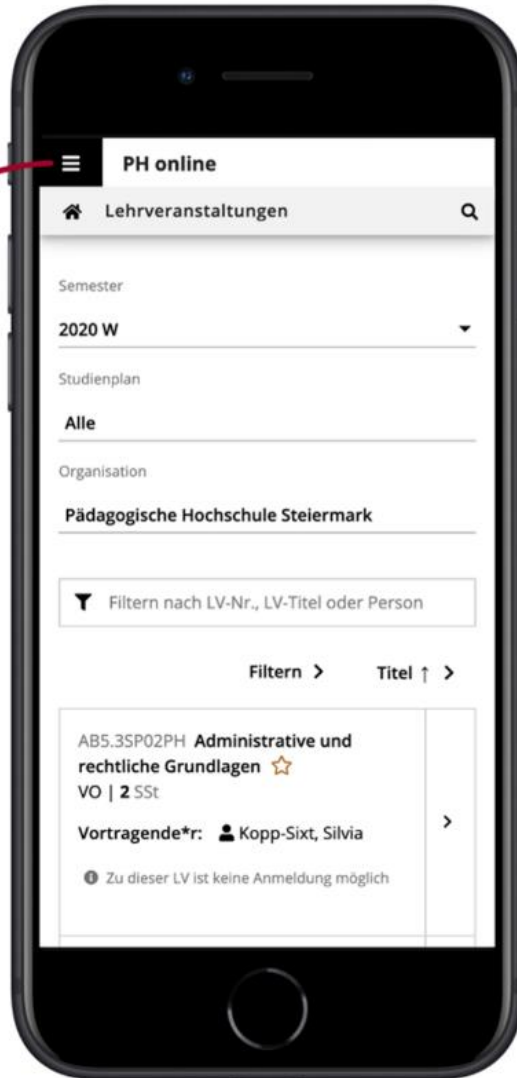 PH online
Lehrveranstaltungen
Semester
2020 W
Studienplan
Alle
Organisation
Pädagogische Hochschule Steiermark
Filtern nach LV-Nr., LV-Titel oder Person
Filtern > Titel ↑ >
AB5.3SP02PH Administrative und
rechtliche Grundlagen
VO | 2 SSt
Vortragende*r: Kopp-Sixt, Silvia
Zu dieser LV ist keine Anmeldung möglich